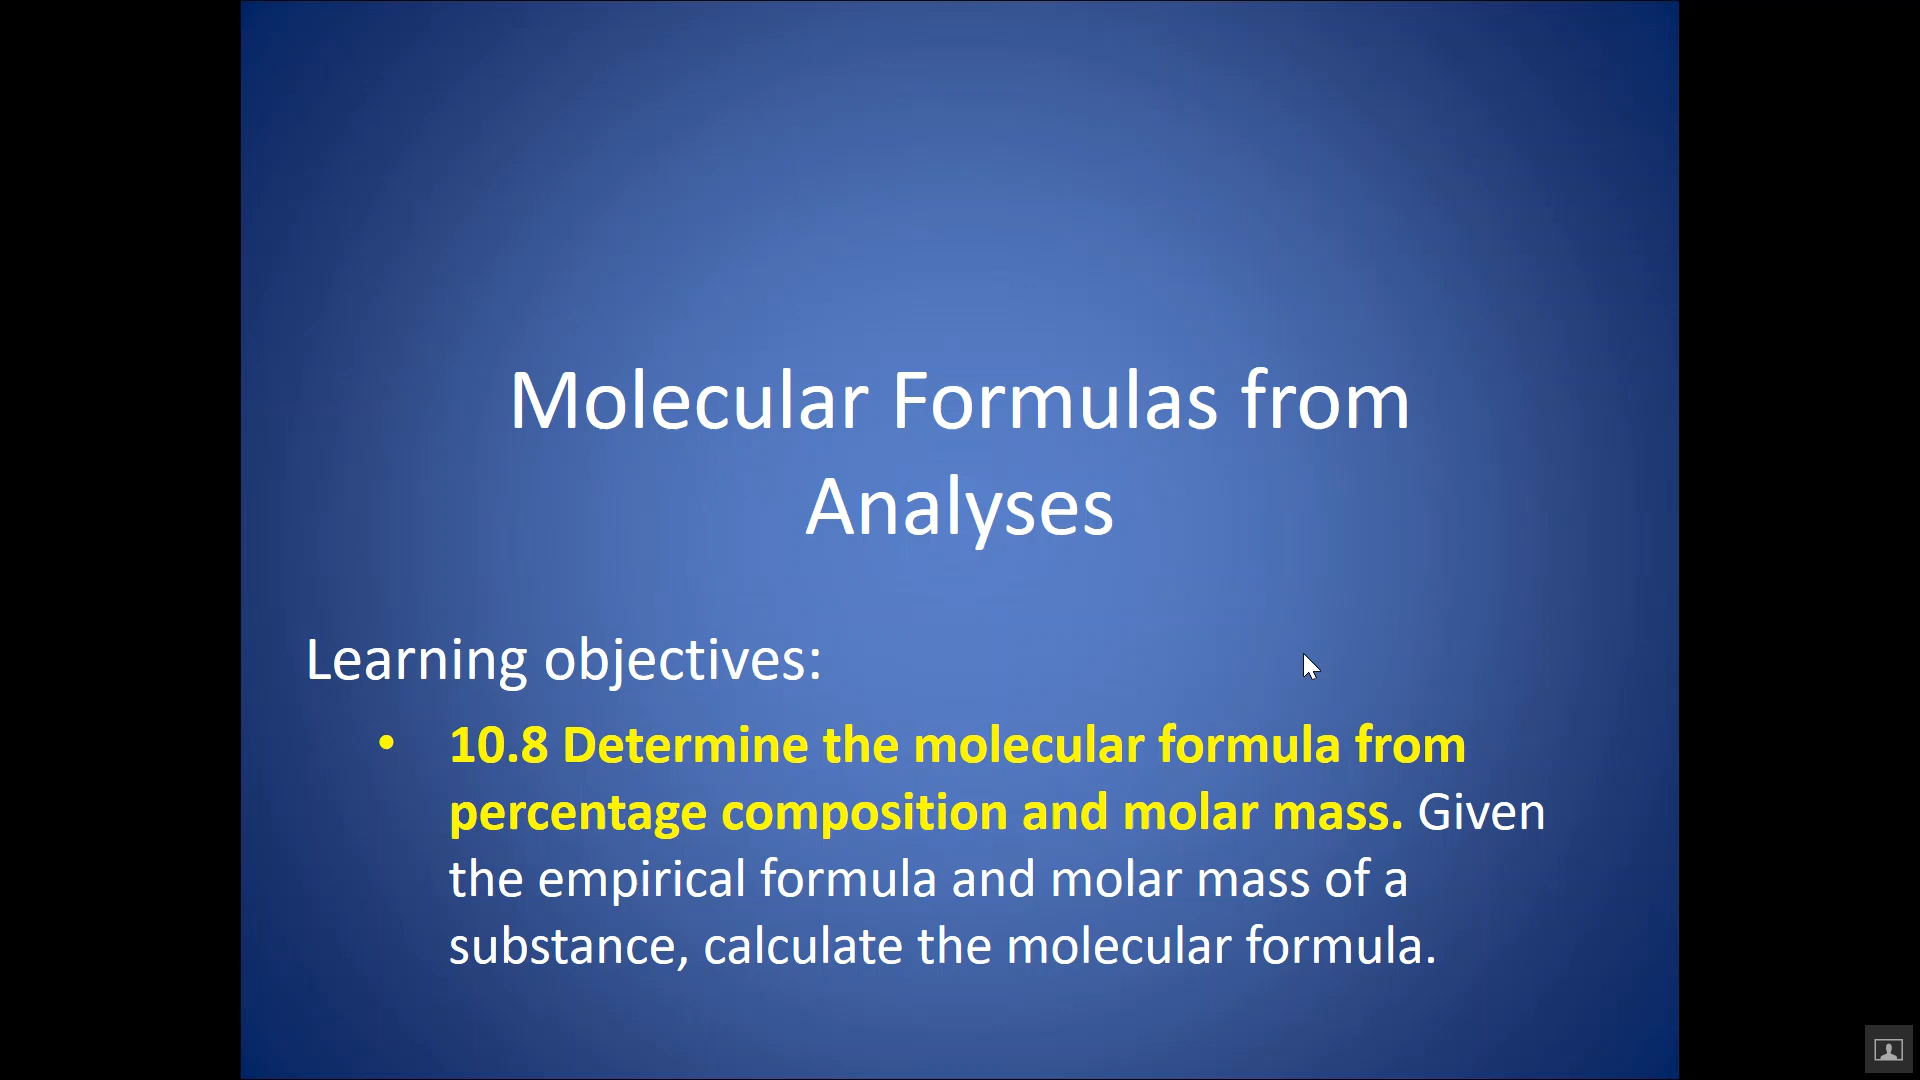 Molecular Formulas from
Analyses
Learning objectives:
• 10.8 Determine the molecular formula from
percentage composition and molar mass. Given
the empirical formula and molar mass of a
substance, calculate the molecular formula.